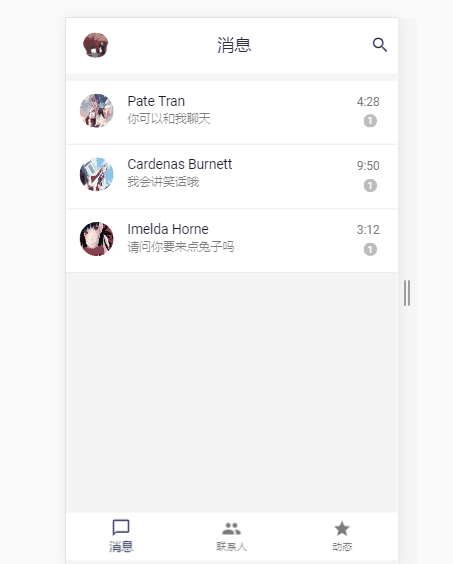 消息
Pate Tran
4:28
你可以和我聊天
1
Cardenas Burnett
9:50
我会讲笑话哦
1
Imelda Horne
3:12
请问你要来点兔子吗
1
消息
联系人
动态